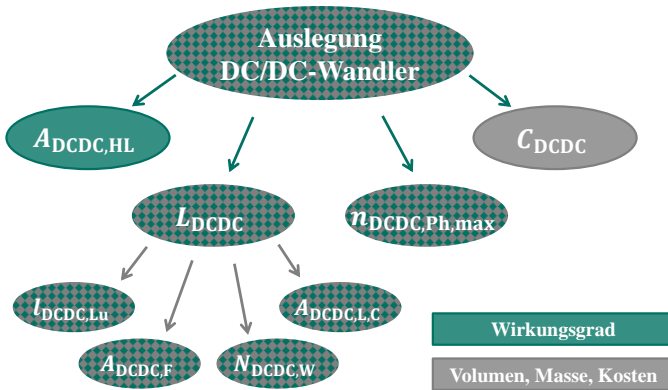 Auslegung
DC/DC-Wandler
A_DCDC,HL
C_DCDC
L_DCDC
n_DCDC,Ph,max
l_DCDC,Lu
A_DCDC,L,C
A_DCDC,F
N_DCDC,W
Wirkungsgrad
Volumen, Masse, Kosten